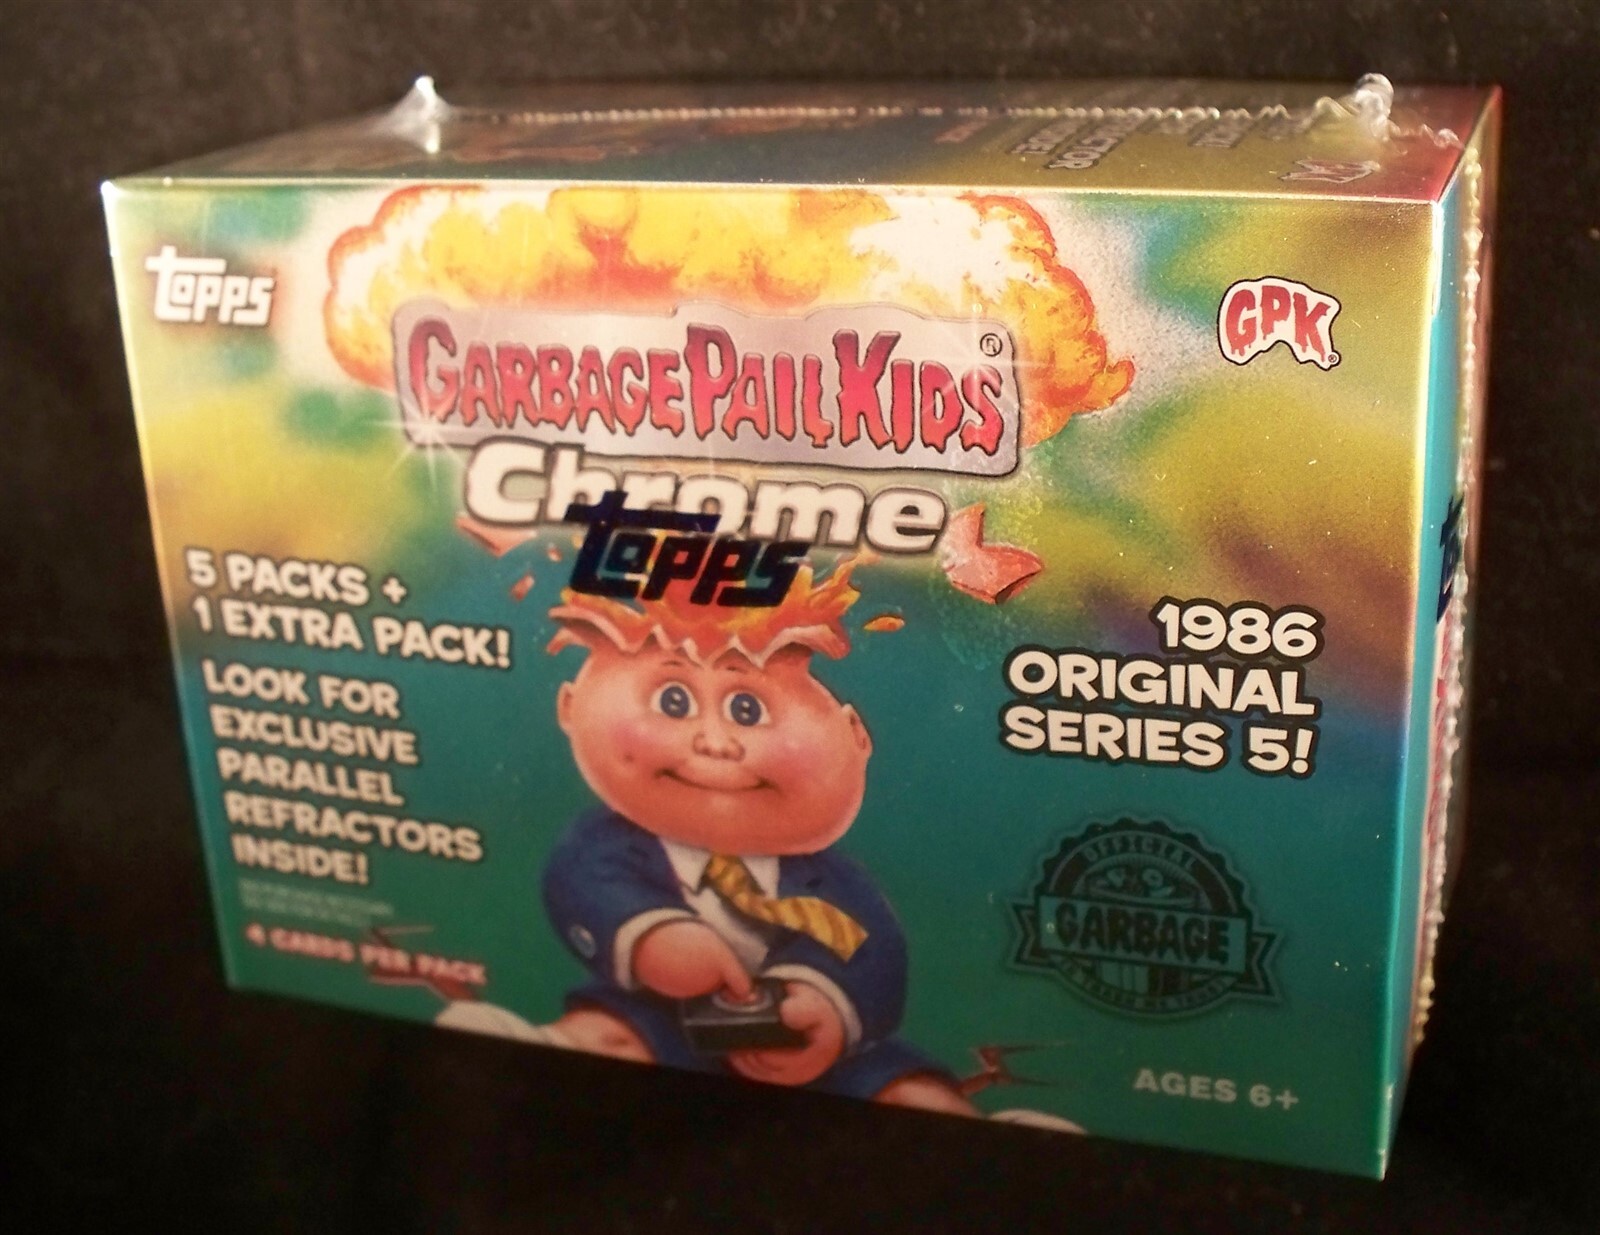 topps
GPK®
GARBAGE PAIL KIDS®
Chrome
topps
5 PACKS +
1 EXTRA PACK!
LOOK FOR
EXCLUSIVE
PARALLEL
REFRACTORS
INSIDE!
4 CARDS PER PACK
1986
ORIGINAL
SERIES 5!
OFFICIAL
GARBAGE
AGES 6+